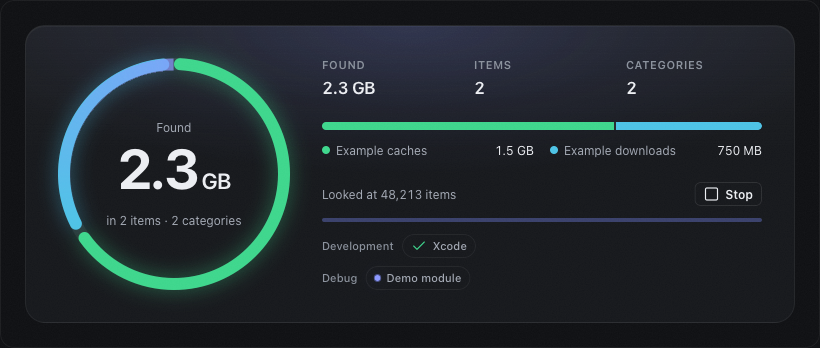 Found
2.3 GB
in 2 items · 2 categories
FOUND
2.3 GB
ITEMS
2
CATEGORIES
2
Example caches 1.5 GB
Example downloads 750 MB
Looked at 48,213 items
Stop
Development Xcode
Debug Demo module